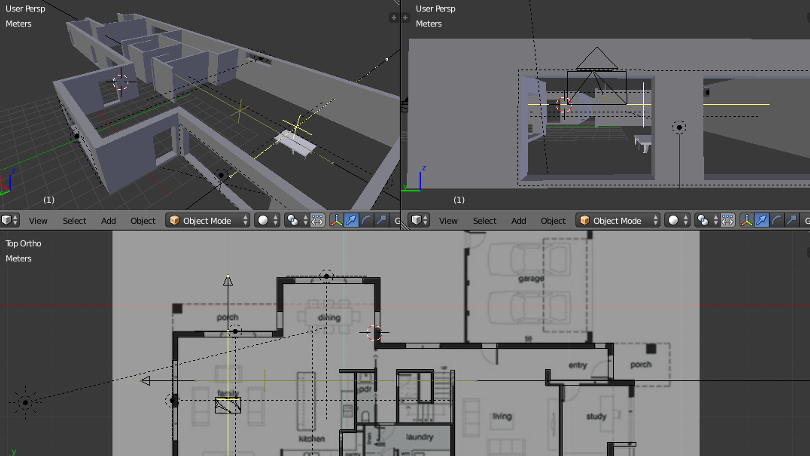 User Persp
Meters
(1)
View Select Add Object Object Mode G
User Persp
Meters
z
(1)
View Select Add Object Object Mode G
Top Ortho
Meters
garage
porch
dining
entry
porch
family
pdr
living
study
kitchen
laundry
y